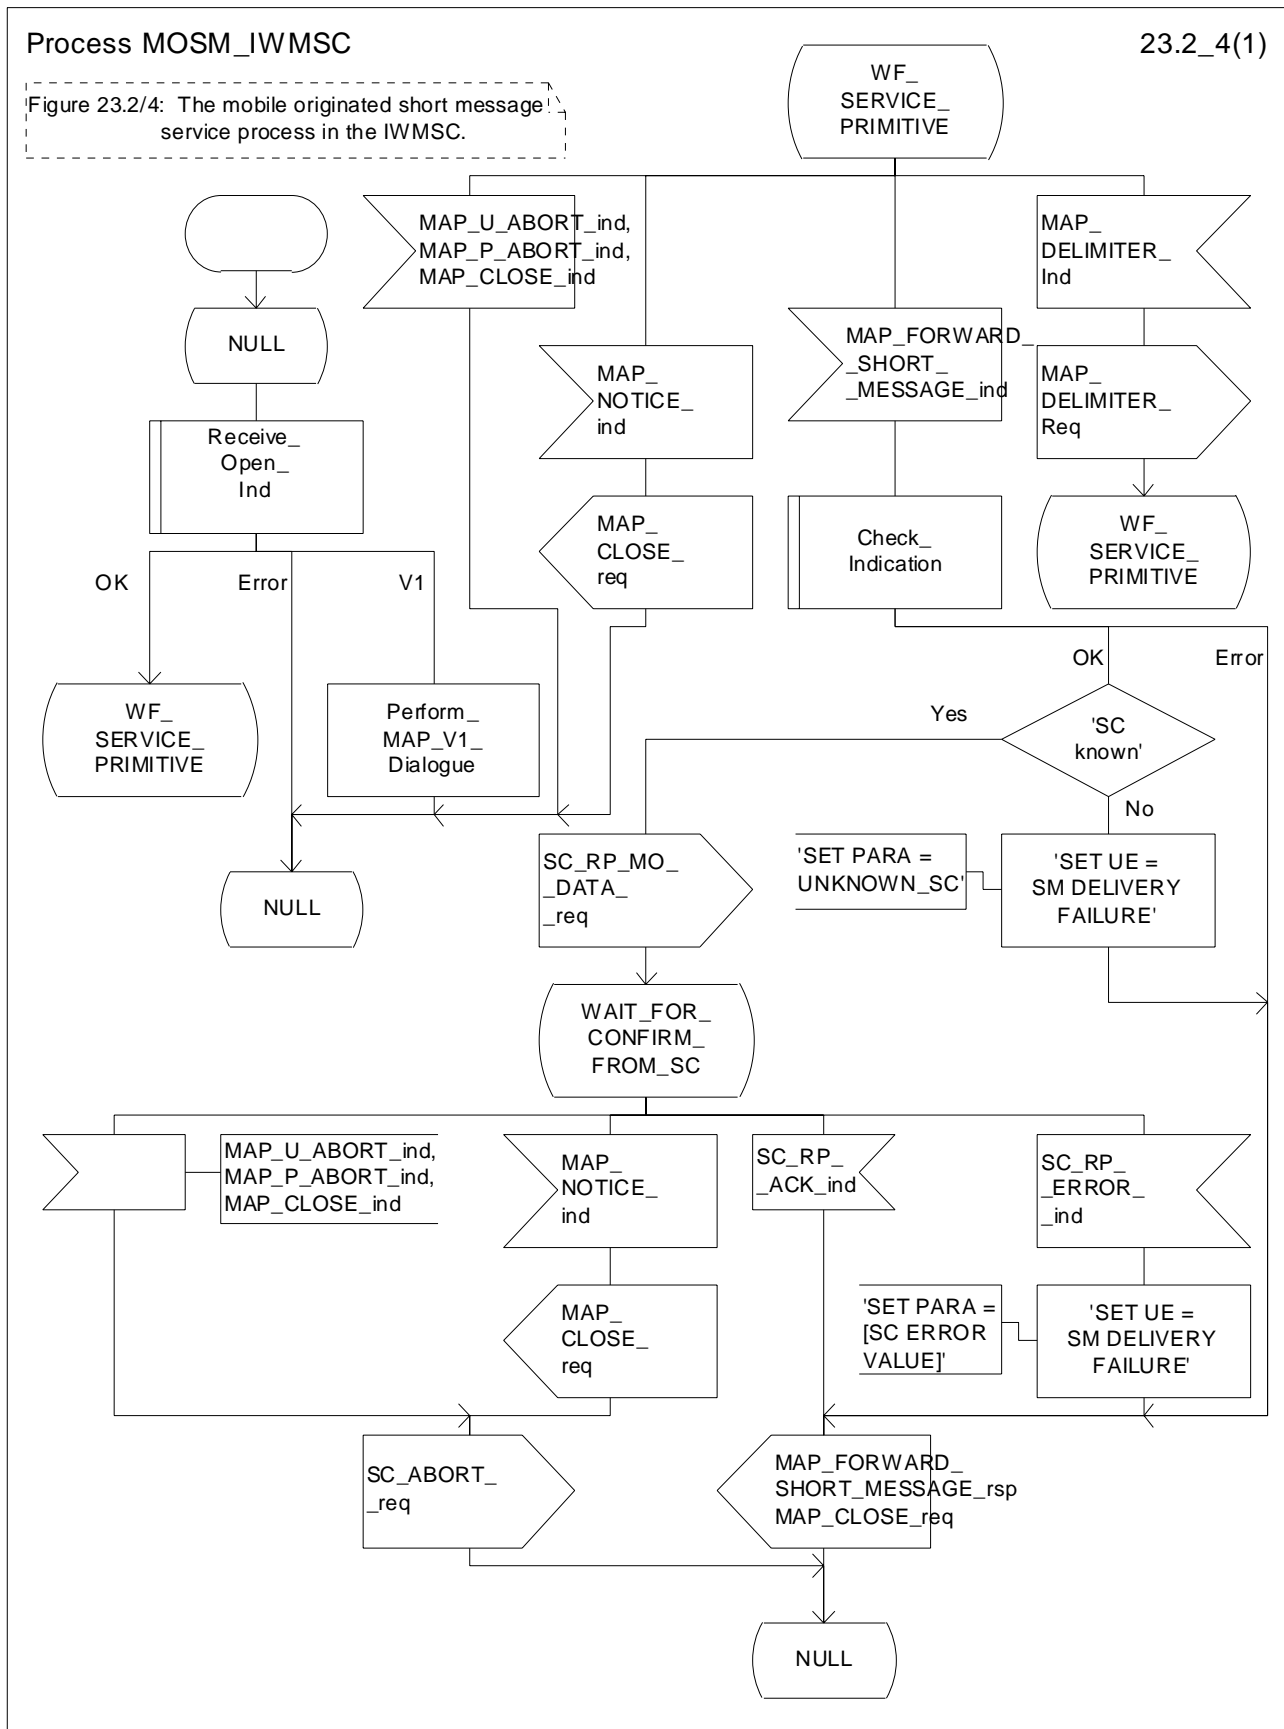 Process MOSM_IWMSC
23.2_4(1)
Figure 23.2/4: The mobile originated short message
service process in the IWMSC.
WF_
SERVICE_
PRIMITIVE
MAP_U_ABORT_ind,
MAP_P_ABORT_ind,
MAP_CLOSE_ind
MAP_
DELIMITER_
Ind
NULL
MAP_
NOTICE_
ind
MAP_FORWARD_
_SHORT_
_MESSAGE_ind
MAP_
DELIMITER_
Req
Receive_
Open_
Ind
MAP_
CLOSE_
req
Check_
Indication
WF_
SERVICE_
PRIMITIVE
OK
Error
V1
OK
Error
WF_
SERVICE_
PRIMITIVE
Perform_
MAP_V1_
Dialogue
Yes
'SC
known'
No
NULL
SC_RP_MO_
_DATA_
_req
'SET PARA =
UNKNOWN_SC'
'SET UE =
SM DELIVERY
FAILURE'
WAIT_FOR_
CONFIRM_
FROM_SC
MAP_U_ABORT_ind,
MAP_P_ABORT_ind,
MAP_CLOSE_ind
MAP_
NOTICE_
ind
SC_RP_
_ACK_ind
SC_RP_
_ERROR_
_ind
MAP_
CLOSE_
req
'SET PARA =
[SC ERROR
VALUE]'
'SET UE =
SM DELIVERY
FAILURE'
SC_ABORT_
_req
MAP_FORWARD_
SHORT_MESSAGE_rsp
MAP_CLOSE_req
NULL